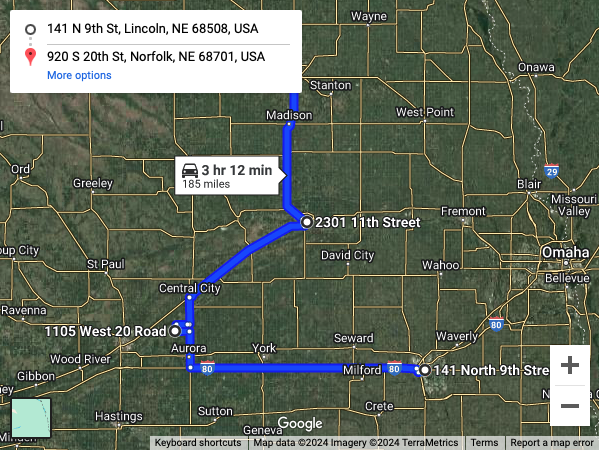 141 N 9th St, Lincoln, NE 68508, USA
920 S 20th St, Norfolk, NE 68701, USA
More options
Wayne
Onawa
Stanton
Madison
West Point
3 hr 12 min
185 miles
29
Ord
Greeley
Blair
Missouri
Valley
2301 11th Street
Fremont
oup City
David City
Omaha
St Paul
Wahoo
Bellevue
Central City
Ravenna
1105 West 20 Road
80
Seward
Waverly
Aurora
York
Wood River
80
Milford
80
141 North 9th Stre
Gibbon
Sutton
Crete
Hastings
Google
Geneva
Minden
Keyboard shortcuts
Map data ©2024 Imagery ©2024 TerraMetrics
Terms
Report a map error